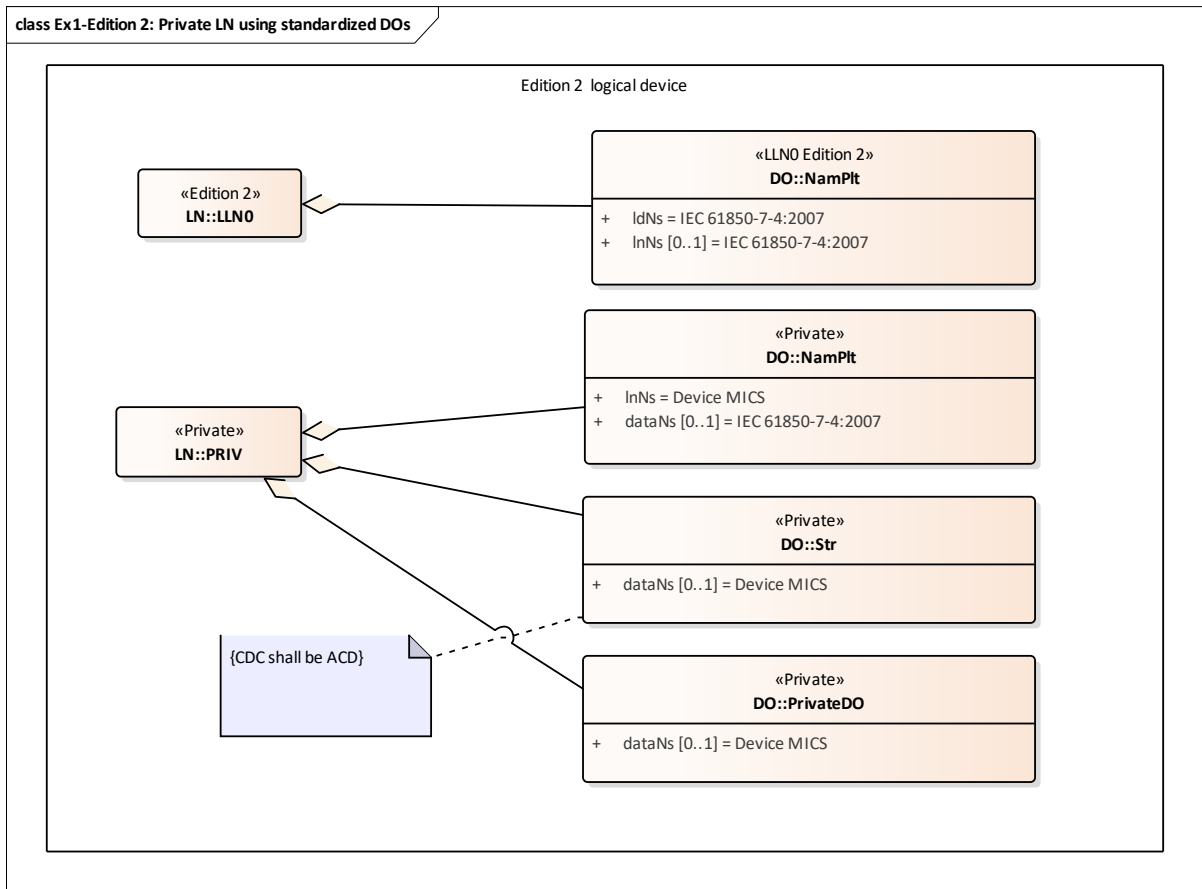 class Ex1-Edition 2: Private LN using standardized DOs
Edition 2 logical device
«Edition 2»
LN::LLN0
«LLN0 Edition 2»
DO::NamPlt
+ ldNs = IEC 61850-7-4:2007
+ lnNs [0..1] = IEC 61850-7-4:2007
«Private»
LN::PRIV
«Private»
DO::NamPlt
+ lnNs = Device MICS
+ dataNs [0..1] = IEC 61850-7-4:2007
«Private»
DO::Str
+ dataNs [0..1] = Device MICS
{CDC shall be ACD}
«Private»
DO::PrivateDO
+ dataNs [0..1] = Device MICS